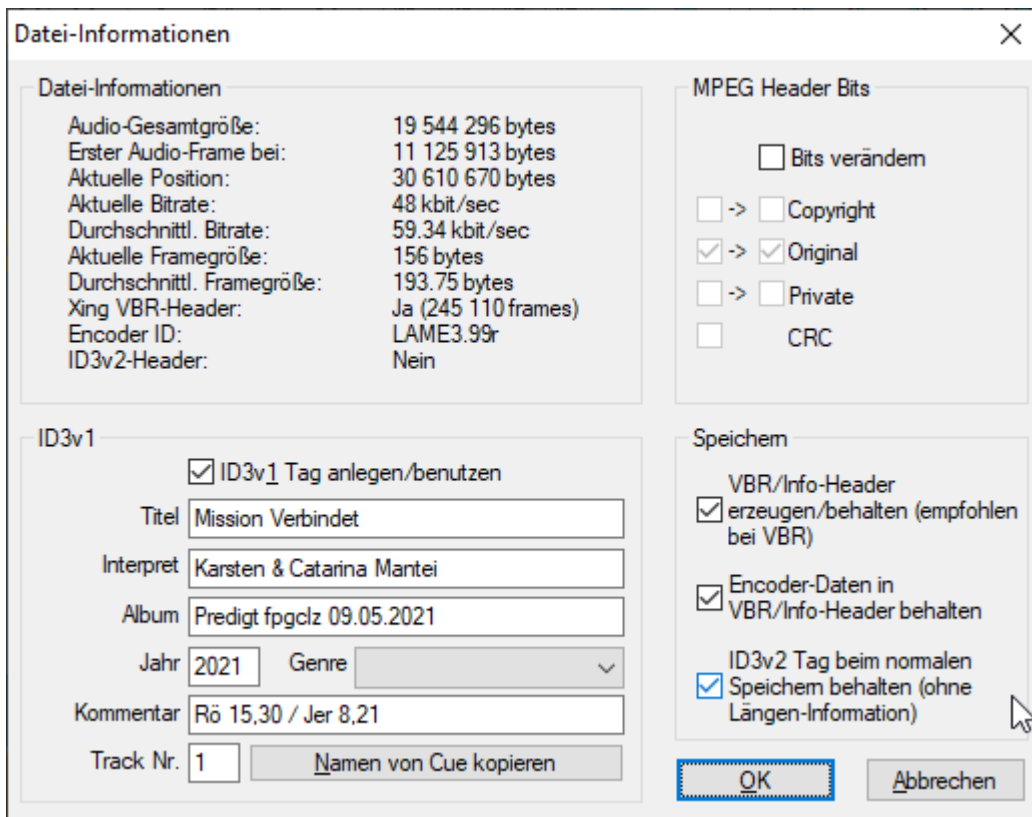 Datei-Informationen
Datei-Informationen
Audio-Gesamtgröße: 19 544 296 bytes
Erster Audio-Frame bei: 11 125 913 bytes
Aktuelle Position: 30 610 670 bytes
Aktuelle Bitrate: 48 kbit/sec
Durchschnittl. Bitrate: 59.34 kbit/sec
Aktuelle Framegröße: 156 bytes
Durchschnittl. Framegröße: 193.75 bytes
Xing VBR-Header: Ja (245 110 frames)
Encoder ID: LAME3.99r
ID3v2-Header: Nein
MPEG Header Bits
Bits verändern
-> Copyright
-> Original
-> Private
CRC
ID3v1
ID3v1 Tag anlegen/benutzen
Titel Mission Verbindet
Interpret Karsten & Catarina Mantei
Album Predigt fpgclz 09.05.2021
Jahr 2021 Genre
Kommentar Rö 15,30 / Jer 8,21
Track Nr. 1 Namen von Cue kopieren
Speichern
VBR/Info-Header
erzeugen/behalten (empfohlen
bei VBR)
Encoder-Daten in
VBR/Info-Header behalten
ID3v2 Tag beim normalen
Speichern behalten (ohne
Längen-Information)
OK Abbrechen